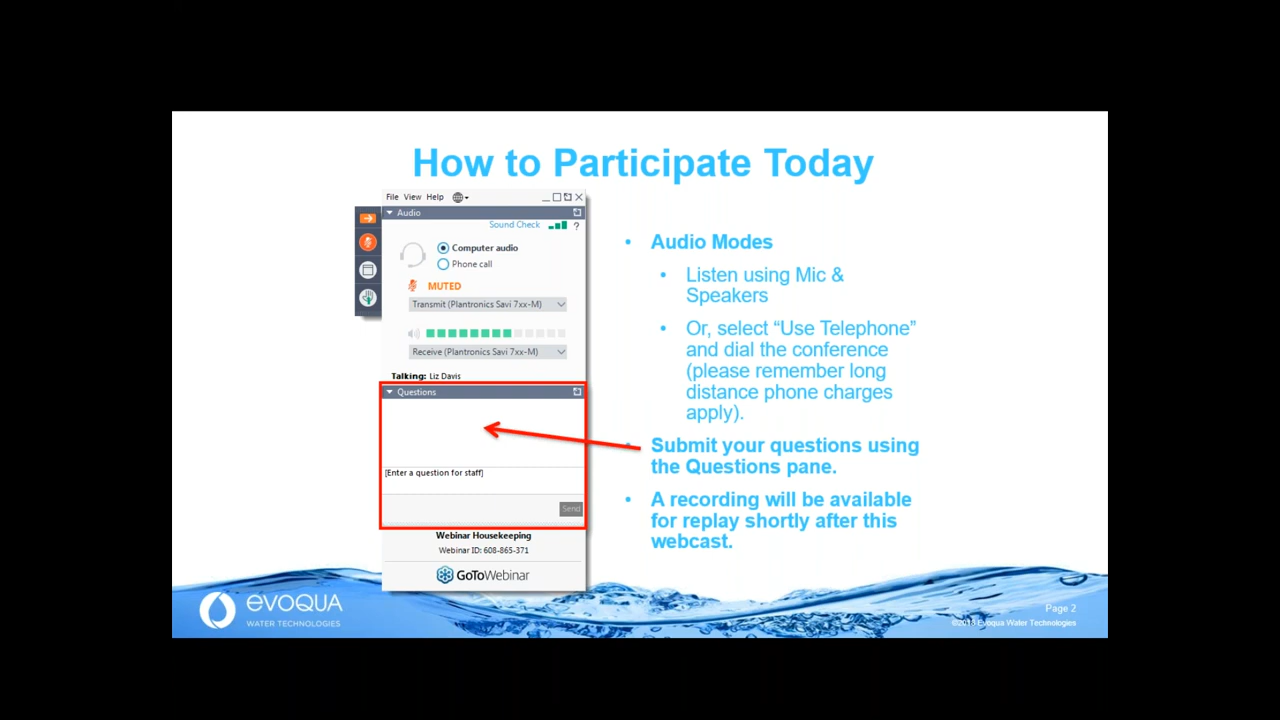 How to Participate Today
File View Help
Audio
Sound Check
?
Computer audio
Phone call
MUTED
Transmit (Plantronics Savi 7xx-M)
Receive (Plantronics Savi 7xx-M)
Talking: Liz Davis
Questions
[Enter a question for staff]
Send
Webinar Housekeeping
Webinar ID: 608-865-371
GoToWebinar
• Audio Modes
• Listen using Mic &
Speakers
• Or, select “Use Telephone”
and dial the conference
(please remember long
distance phone charges
apply).
• Submit your questions using
the Questions pane.
• A recording will be available
for replay shortly after this
webcast.
evoQUA
WATER TECHNOLOGIES
Page 2
©2018 Evoqua Water Technologies